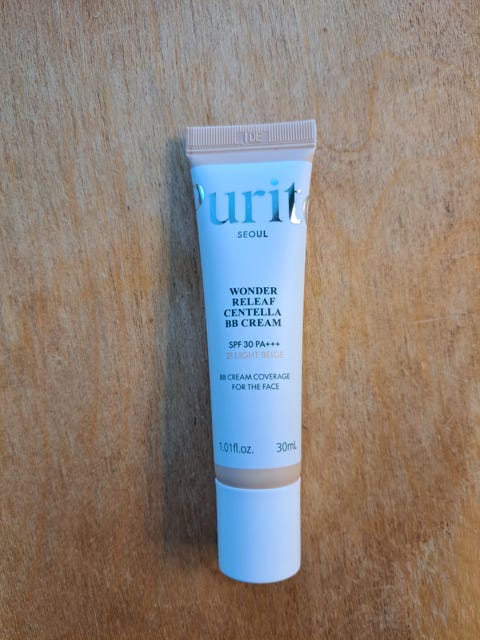 Purito
SEOUL
WONDER
RELEAF
CENTELLA
BB CREAM
SPF 30 PA+++
21 LIGHT BEIGE
BB CREAM COVERAGE
FOR THE FACE
1.01fl.oz. 30mL